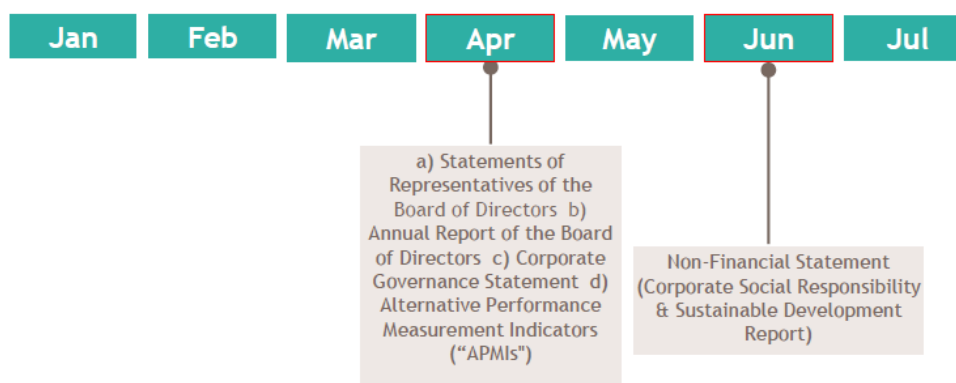 Jan Feb Mar Apr May Jun Jul
a) Statements of
Representatives of the
Board of Directors b)
Annual Report of the Board
of Directors c) Corporate
Governance Statement d)
Alternative Performance
Measurement Indicators
(“APMIs")
Non-Financial Statement
(Corporate Social Responsibility
& Sustainable Development
Report)